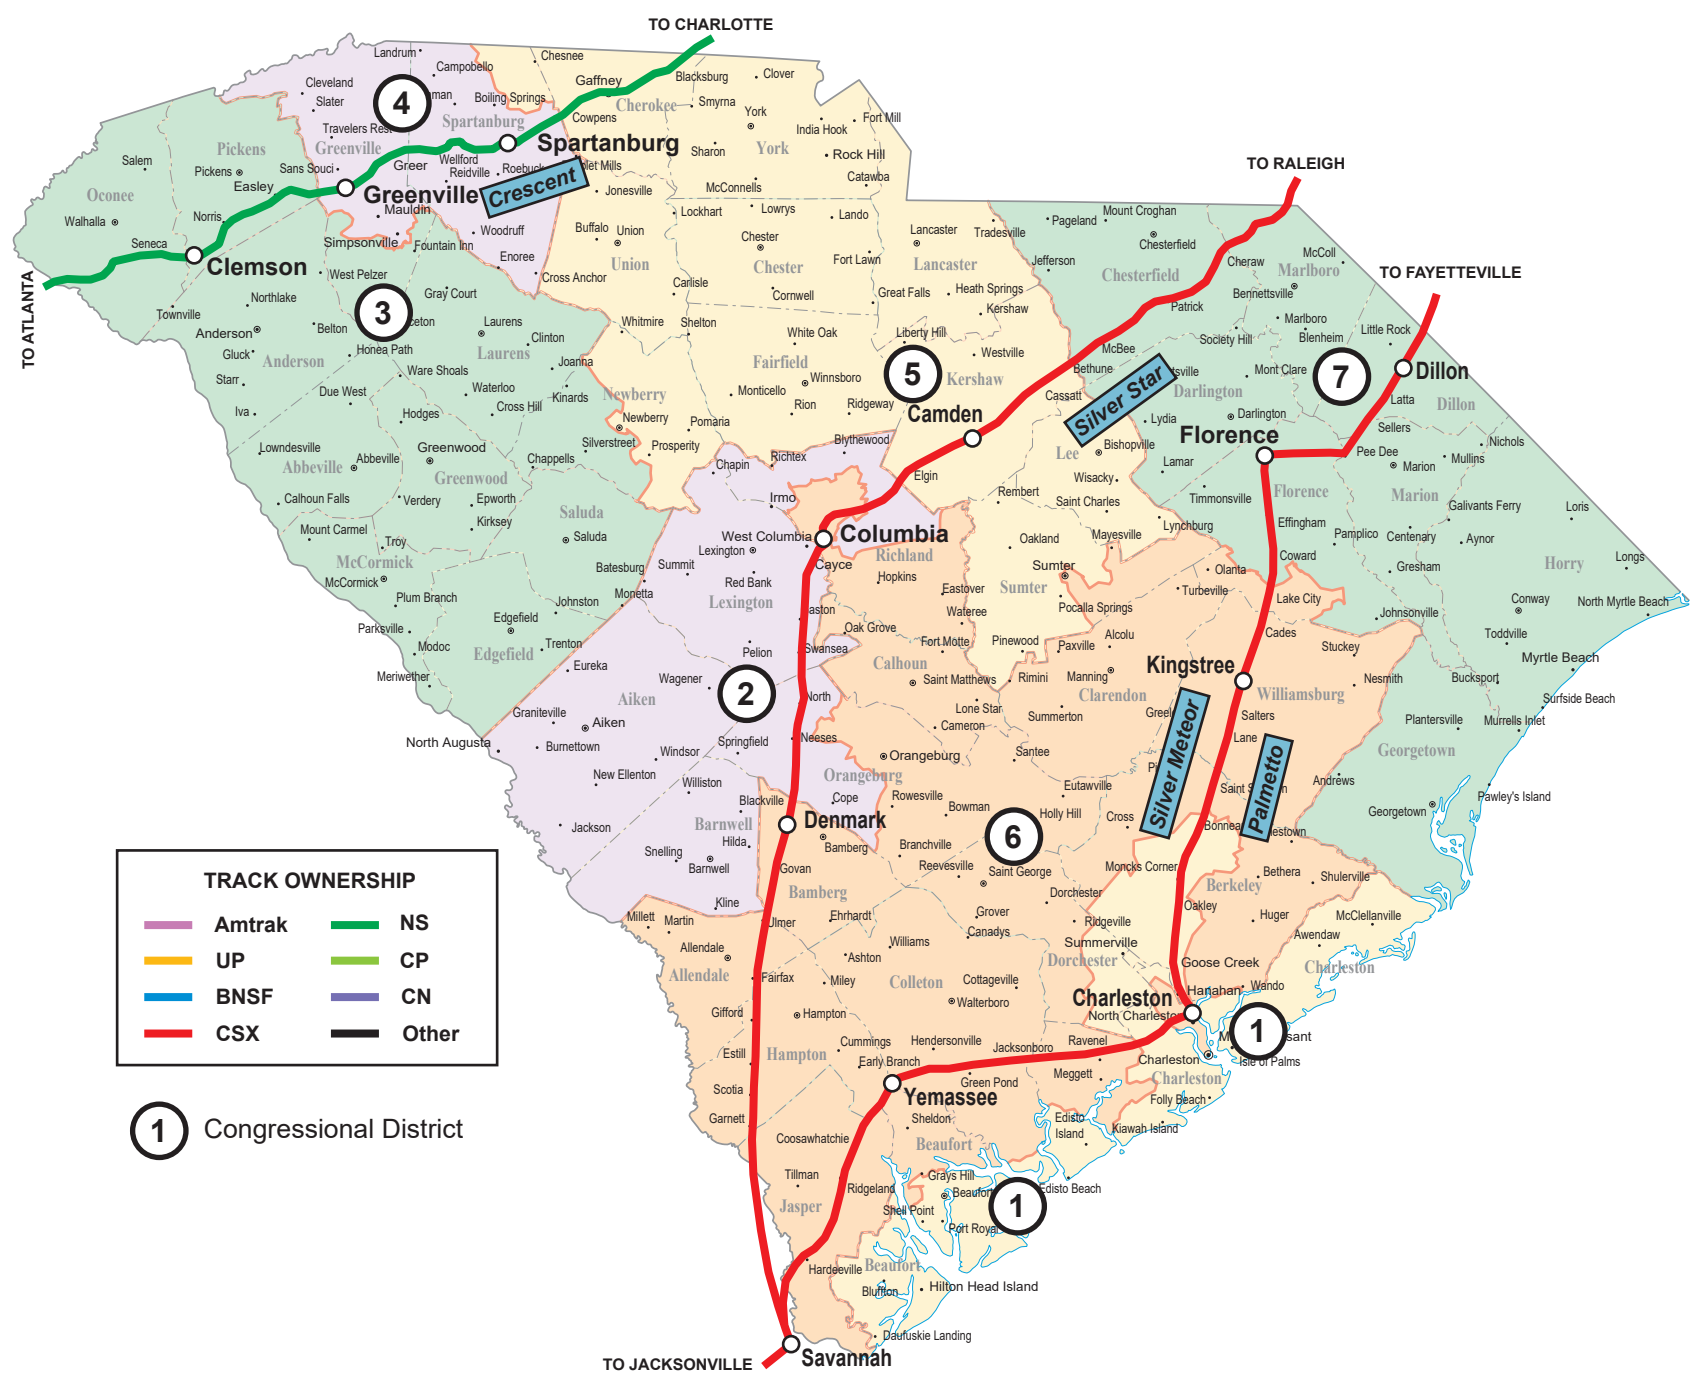 TO CHARLOTTE
Landrum
Chesnee
Campobello
Gaffney
Blacksburg
Clover
Cleveland
4
Slater
Boiling Springs
Cherokee
Smyrna
Spartanburg
Cowpens
York
Fort Mill
India Hook
Travelers Rest
Greenville
Spartanburg
Sharon
York
Rock Hill
TO RALEIGH
Pickens
Salem
Pickens
Sans Souci
Greer
Wellford
Reidville
Catawba
Oconee
Easley
Greenville
Crescent
Jonesville
McConnells
Walhalla
Norris
Mauldin
Lockhart
Lowrys
Lando
Pageland
Mount Croghan
Seneca
Simpsonville
Fountain Inn
Woodruff
Buffalo
Union
Chester
Lancaster
Tradesville
Chesterfield
McColl
Clemson
Enoree
Union
Chester
Fort Lawn
Lancaster
Jefferson
Chesterfield
Cheraw
Marlboro
TO FAYETTEVILLE
TO ATLANTA
West Pelzer
Cross Anchor
Carlisle
Cornwell
Great Falls
Heath Springs
Bennettsville
Northlake
3
Gray Court
Kershaw
Patrick
Townville
Anderson
Belton
Laurens
Whitmire
Shelton
White Oak
Liberty Hill
Marlboro
Blenheim
Little Rock
Clinton
Society Hill
Gluck
Anderson
Honea Path
Laurens
Joanna
Fairfield
Westville
McBee
Starr
Ware Shoals
Winnsboro
5
Kershaw
Bethune
Mont Clare
7
Dillon
Due West
Waterloo
Kinards
Newberry
Monticello
Cassatt
Silver Star
Darlington
Latta
Dillon
Iva
Hodges
Cross Hill
Newberry
Pomaria
Rion
Ridgeway
Camden
Lydia
Darlington
Sellers
Lowndesville
Greenwood
Silverstreet
Prosperity
Blythewood
Lee
Bishopville
Florence
Nichols
Abbeville
Abbeville
Chappells
Chapin
Richtex
Lamar
Pee Dee
Marion
Mullins
Greenwood
Elgin
Wisacky
Calhoun Falls
Verdery
Epworth
Irmo
Rembert
Saint Charles
Timmonsville
Florence
Marion
Galivants Ferry
Loris
Mount Carmel
Kirksey
Saluda
West Columbia
Columbia
Oakland
Mayesville
Lynchburg
Effingham
Pamplico
Centenary
Aynor
Troy
Saluda
Lexington
Richland
McCormick
Batesburg
Summit
Cayce
Sumter
Coward
Longs
McCormick
Red Bank
Hopkins
Sumter
Olanta
Gresham
Horry
Plum Branch
Johnston
Monetta
Lexington
Eastover
Turbeville
Lake City
Conway
North Myrtle Beach
Edgefield
Wateree
Pocalla Springs
Johnsonville
Parksville
Oak Grove
Modoc
Edgefield
Trenton
Pelion
Swansea
Fort Motte
Pinewood
Paxville
Alcolu
Cades
Stuckey
Toddville
Meriwether
Eureka
Calhoun
Kingstree
Myrtle Beach
Wagener
2
Saint Matthews
Rimini
Manning
Clarendon
Williamsburg
Nesmith
Bucksport
Aiken
North
Lone Star
Summerton
Salters
Surfside Beach
Graniteville
Aiken
Cameron
Silver Meteor
Plantersville
Murrells Inlet
North Augusta
Burnettown
Windsor
Springfield
Neeses
Orangeburg
Santee
Lane
Palmetto
Georgetown
New Ellenton
Williston
Orangeburg
Eutawville
Andrews
Blackville
Cope
Rowesville
Bowman
Holly Hill
Cross
Georgetown
Pawley's Island
Jackson
Barnwell
Denmark
6
Hilda
Bamberg
Branchville
Snelling
Barnwell
Govan
Reevesville
Saint George
Moncks Corner
Bethera
Shulerville
Bamberg
Dorchester
Berkeley
Kline
Oakley
Millett
Martin
Ulmer
Ehrhardt
Grover
Ridgeville
Huger
McClellanville
Canadys
Summerville
Awendaw
Allendale
Williams
Ashton
Dorchester
Goose Creek
Charleston
Allendale
Fairfax
Miley
Colleton
Cottageville
Charleston
Hanahan
Wando
Walterboro
Gifford
Hampton
North Charleston
1
Cummings
Hendersonville
Jacksonboro
Ravenel
Estill
Hampton
Early Branch
Charleston
Isle of Palms
Scotia
Yemassee
Green Pond
Meggett
Charleston
Garnett
Sheldon
Edisto
Island
Folly Beach
Coosawhatchie
Beaufort
Kiawah Island
Tillman
Grays Hill
Ridgeland
Beaufort
Edisto Beach
Jasper
Shell Point
1
Port Royal
Hardeeville
Beaufort
Bluffton
Hilton Head Island
Daufuskie Landing
TO JACKSONVILLE
Savannah
TRACK OWNERSHIP
Amtrak
NS
UP
CP
BNSF
CN
CSX
Other
1 Congressional District